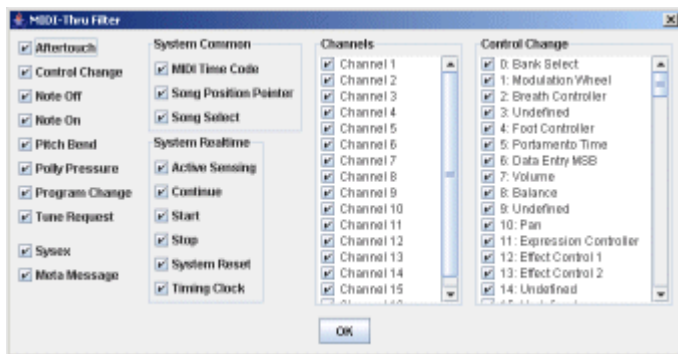 MIDI-Thru Filter
Aftertouch
Control Change
Note Off
Note On
Pitch Bend
Polly Pressure
Program Change
Tune Request
Sysex
Meta Message
System Common
MIDI Time Code
Song Position Pointer
Song Select
System Realtime
Active Sensing
Continue
Start
Stop
System Reset
Timing Clock
Channels
Channel 1
Channel 2
Channel 3
Channel 4
Channel 5
Channel 6
Channel 7
Channel 8
Channel 9
Channel 10
Channel 11
Channel 12
Channel 13
Channel 14
Channel 15
Control Change
0: Bank Select
1: Modulation Wheel
2: Breath Controller
3: Undefined
4: Foot Controller
5: Portamento Time
6: Data Entry MSB
7: Volume
8: Balance
9: Undefined
10: Pan
11: Expression Controller
12: Effect Control 1
13: Effect Control 2
14: Undefined
OK